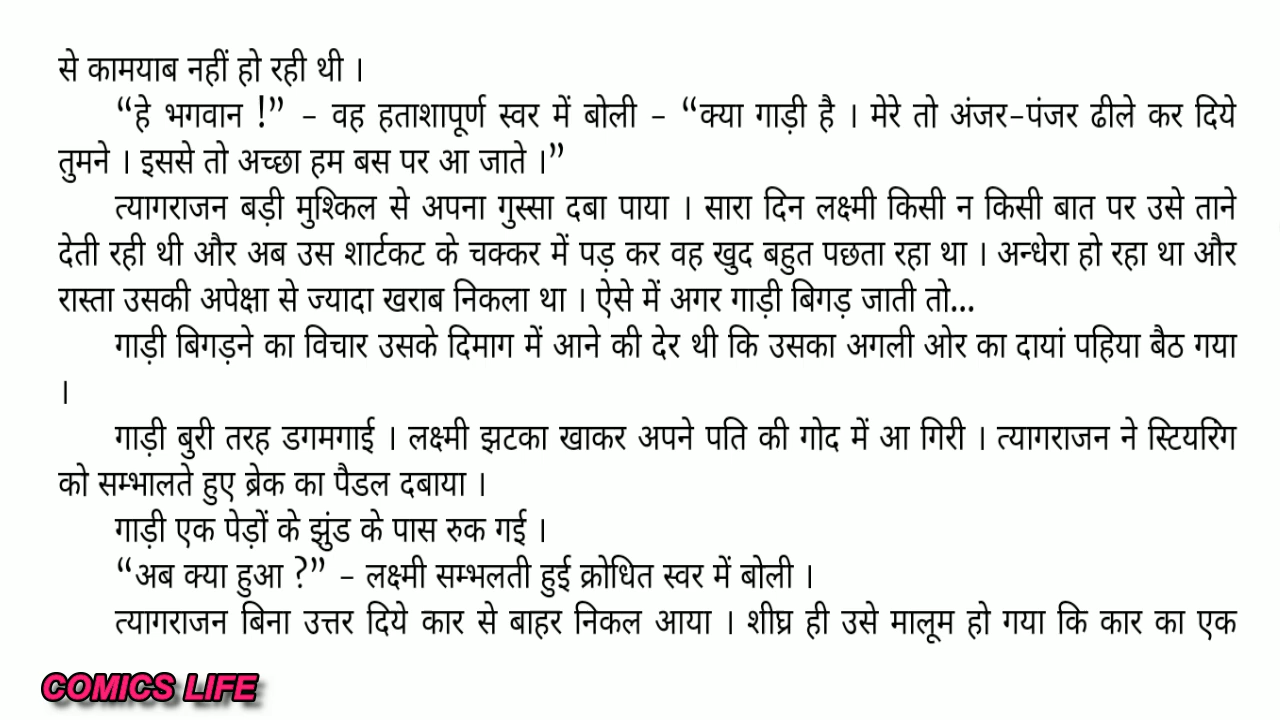 से कामयाब नहीं हो रही थी ।
“हे भगवान !” – वह हताशापूर्ण स्वर में बोली – “क्या गाड़ी है । मेरे तो अंजर-पंजर ढीले कर दिये
तुमने । इससे तो अच्छा हम बस पर आ जाते ।”
त्यागराजन बड़ी मुश्किल से अपना गुस्सा दबा पाया । सारा दिन लक्ष्मी किसी न किसी बात पर उसे ताने
देती रही थी और अब उस शार्टकट के चक्कर में पड़ कर वह खुद बहुत पछता रहा था । अन्धेरा हो रहा था और
रास्ता उसकी अपेक्षा से ज्यादा खराब निकला था । ऐसे में अगर गाड़ी बिगड़ जाती तो...
गाड़ी बिगड़ने का विचार उसके दिमाग में आने की देर थी कि उसका अगली ओर का दायां पहिया बैठ गया
।
गाड़ी बुरी तरह डगमगाई । लक्ष्मी झटका खाकर अपने पति की गोद में आ गिरी । त्यागराजन ने स्टियरिंग
को सम्भालते हुए ब्रेक का पैडल दबाया ।
गाड़ी एक पेड़ों के झुंड के पास रुक गई ।
“अब क्या हुआ ?” – लक्ष्मी सम्भलती हुई क्रोधित स्वर में बोली ।
त्यागराजन बिना उत्तर दिये कार से बाहर निकल आया । शीघ्र ही उसे मालूम हो गया कि कार का एक
COMICS LIFE